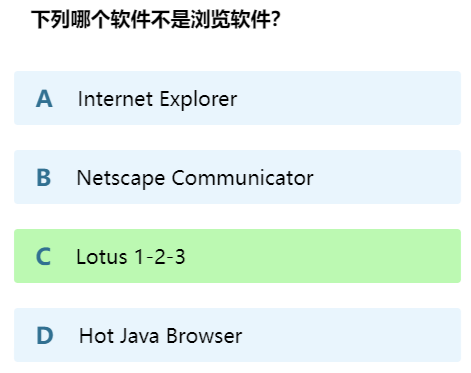 下列哪个软件不是浏览软件?
A Internet Explorer
B Netscape Communicator
C Lotus 1-2-3
D Hot Java Browser